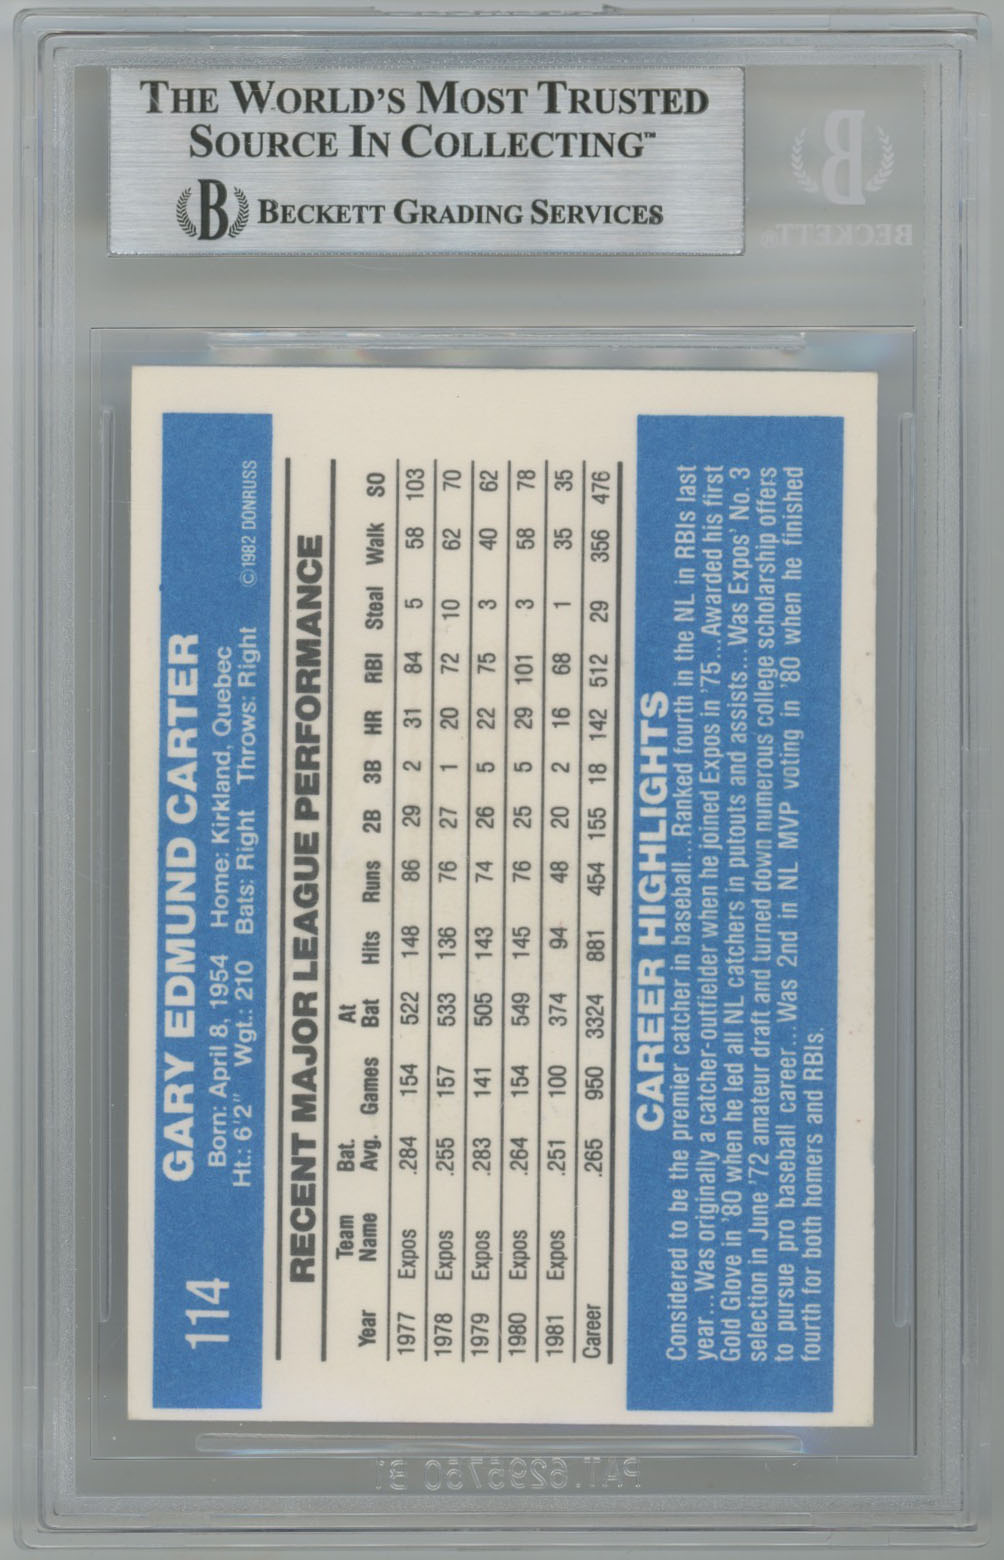 THE WORLD'S MOST TRUSTED
SOURCE IN COLLECTING™
B BECKETT GRADING SERVICES
B
BECKETT®
114
GARY EDMUND CARTER
Born: April 8, 1954 Home: Kirkland, Quebec
Ht.: 6'2" Wgt.: 210 Bats: Right Throws: Right ©1982 DONRUSS
RECENT MAJOR LEAGUE PERFORMANCE
Year Team Name Bat. Avg. Games At Bat Hits Runs 2B 3B HR RBI Steal Walk SO
1977 Expos .284 154 522 148 86 29 2 31 84 5 58 103
1978 Expos .255 157 533 136 76 27 1 20 72 10 62 70
1979 Expos .283 141 505 143 74 26 5 22 75 3 40 62
1980 Expos .264 154 549 145 76 25 5 29 101 3 58 78
1981 Expos .251 100 374 94 48 20 2 16 68 1 35 35
Career .265 950 3324 881 454 155 18 142 512 29 356 476
CAREER HIGHLIGHTS
Considered to be the premier catcher in baseball...Ranked fourth in the NL in RBIs last
year...Was originally a catcher-outfielder when he joined Expos in '75...Awarded his first
Gold Glove in '80 when he led all NL catchers in putouts and assists...Was Expos' No. 3
selection in June '72 amateur draft and turned down numerous college scholarship offers
to pursue pro baseball career...Was 2nd in NL MVP voting in '80 when he finished
fourth for both homers and RBIs.